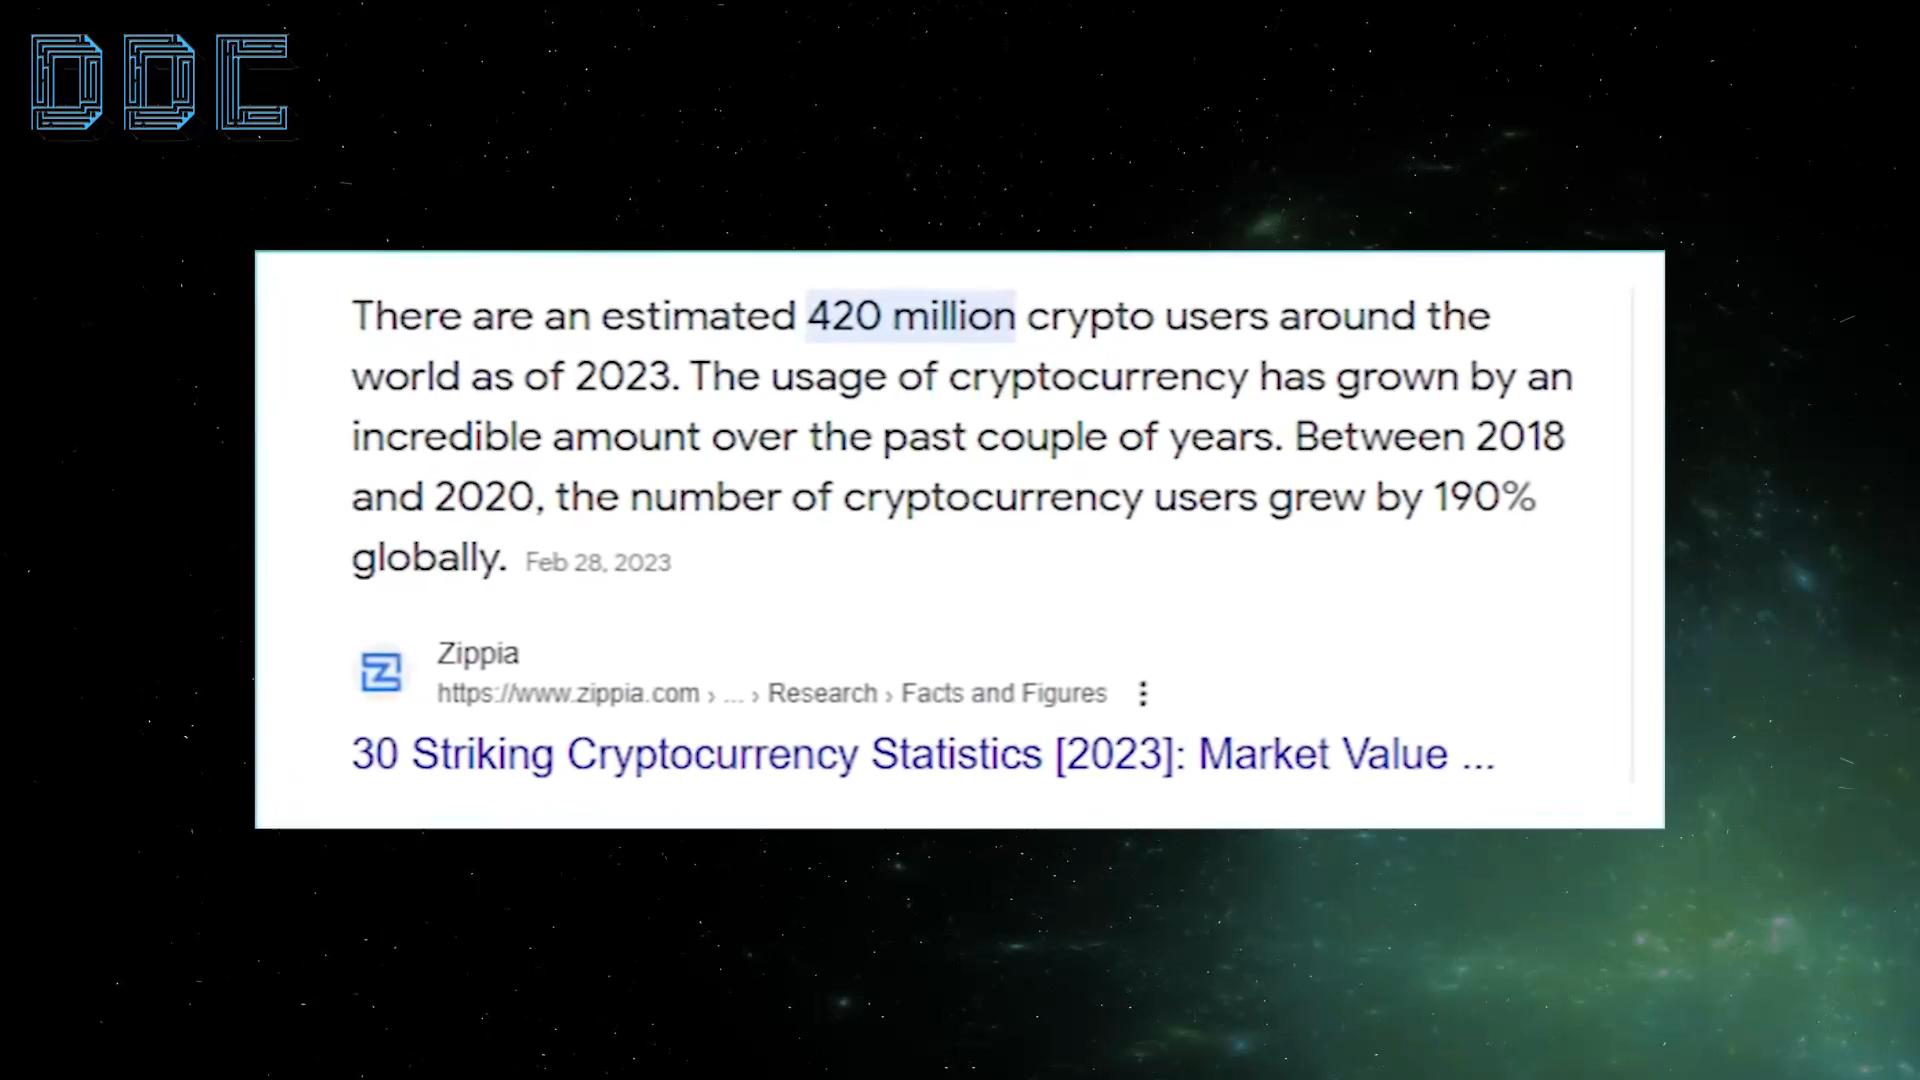 DDC
There are an estimated 420 million crypto users around the
world as of 2023. The usage of cryptocurrency has grown by an
incredible amount over the past couple of years. Between 2018
and 2020, the number of cryptocurrency users grew by 190%
globally. Feb 28, 2023
Zippia
https://www.zippia.com › ... › Research › Facts and Figures
30 Striking Cryptocurrency Statistics [2023]: Market Value ...